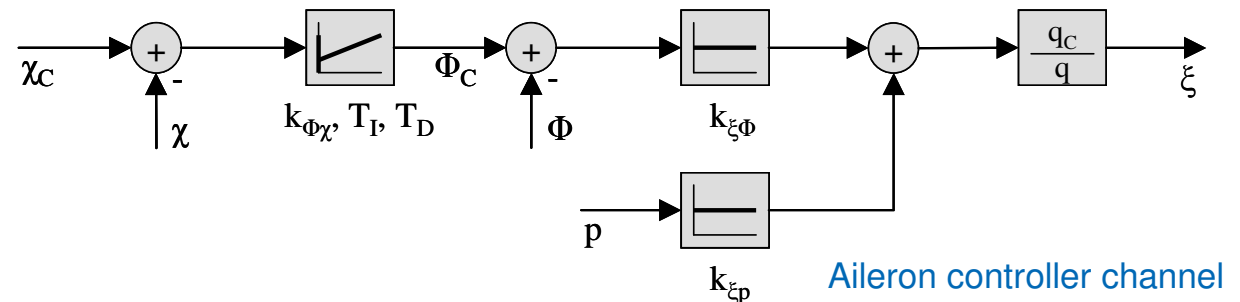 χC
+
-
χ
kΦχ, TI, TD
ΦC
+
-
Φ
kξΦ
+
qC
q
ξ
p
kξp
Aileron controller channel